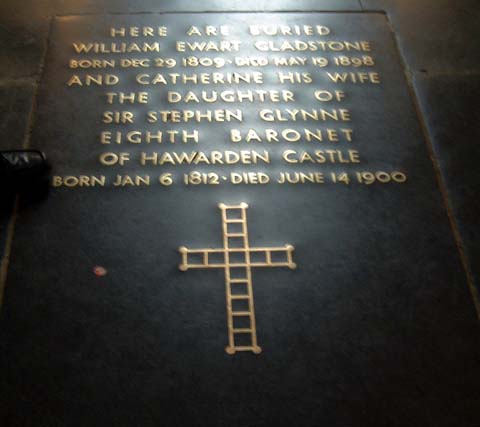 HERE ARE BURIED
WILLIAM EWART GLADSTONE
BORN DEC 29 1809 · DIED MAY 19 1898
AND CATHERINE HIS WIFE
THE DAUGHTER OF
SIR STEPHEN GLYNNE
EIGHTH BARONET
OF HAWARDEN CASTLE
BORN JAN 6 1812 · DIED JUNE 14 1900